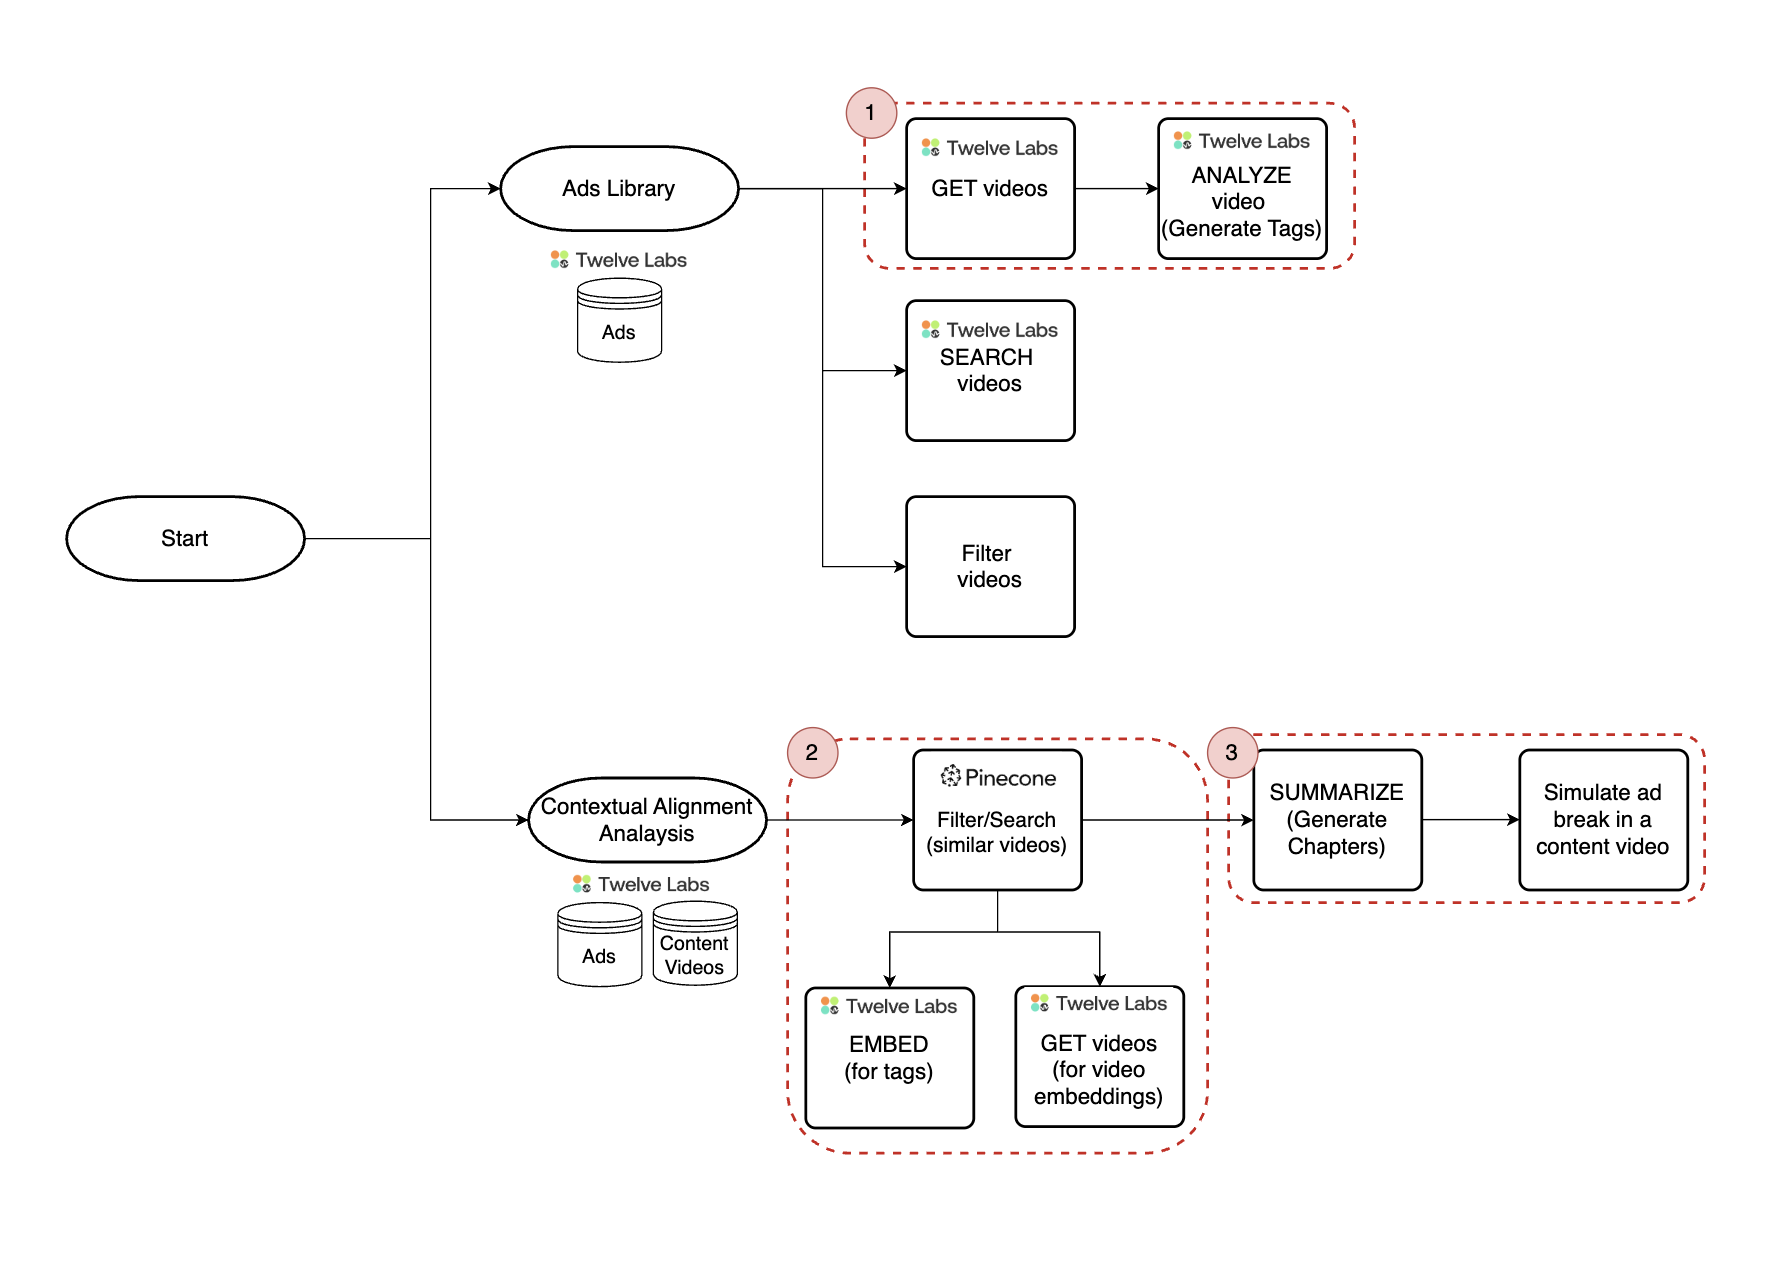 1
Twelve Labs
GET videos
Twelve Labs
ANALYZE
video
(Generate Tags)
Ads Library
Twelve Labs
Ads
Twelve Labs
SEARCH
videos
Start
Filter
videos
2
3
Contextual Alignment
Analaysis
Twelve Labs
Ads
Content
Videos
Pinecone
Filter/Search
(similar videos)
SUMMARIZE
(Generate
Chapters)
Simulate ad
break in a
content video
Twelve Labs
EMBED
(for tags)
Twelve Labs
GET videos
(for video
embeddings)